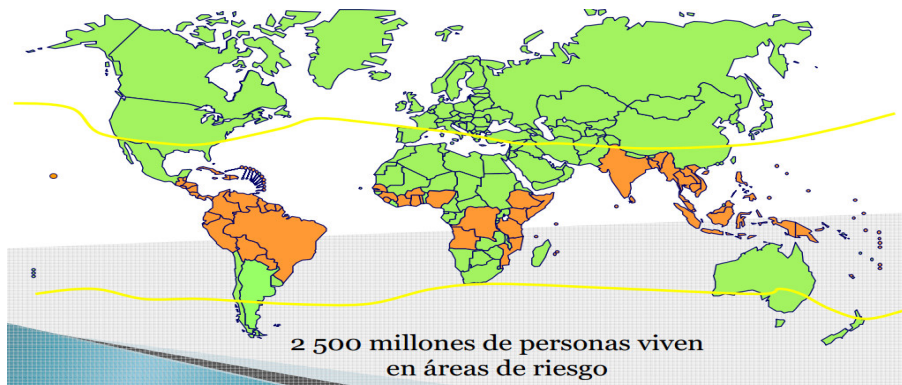 2 500 millones de personas viven
en áreas de riesgo